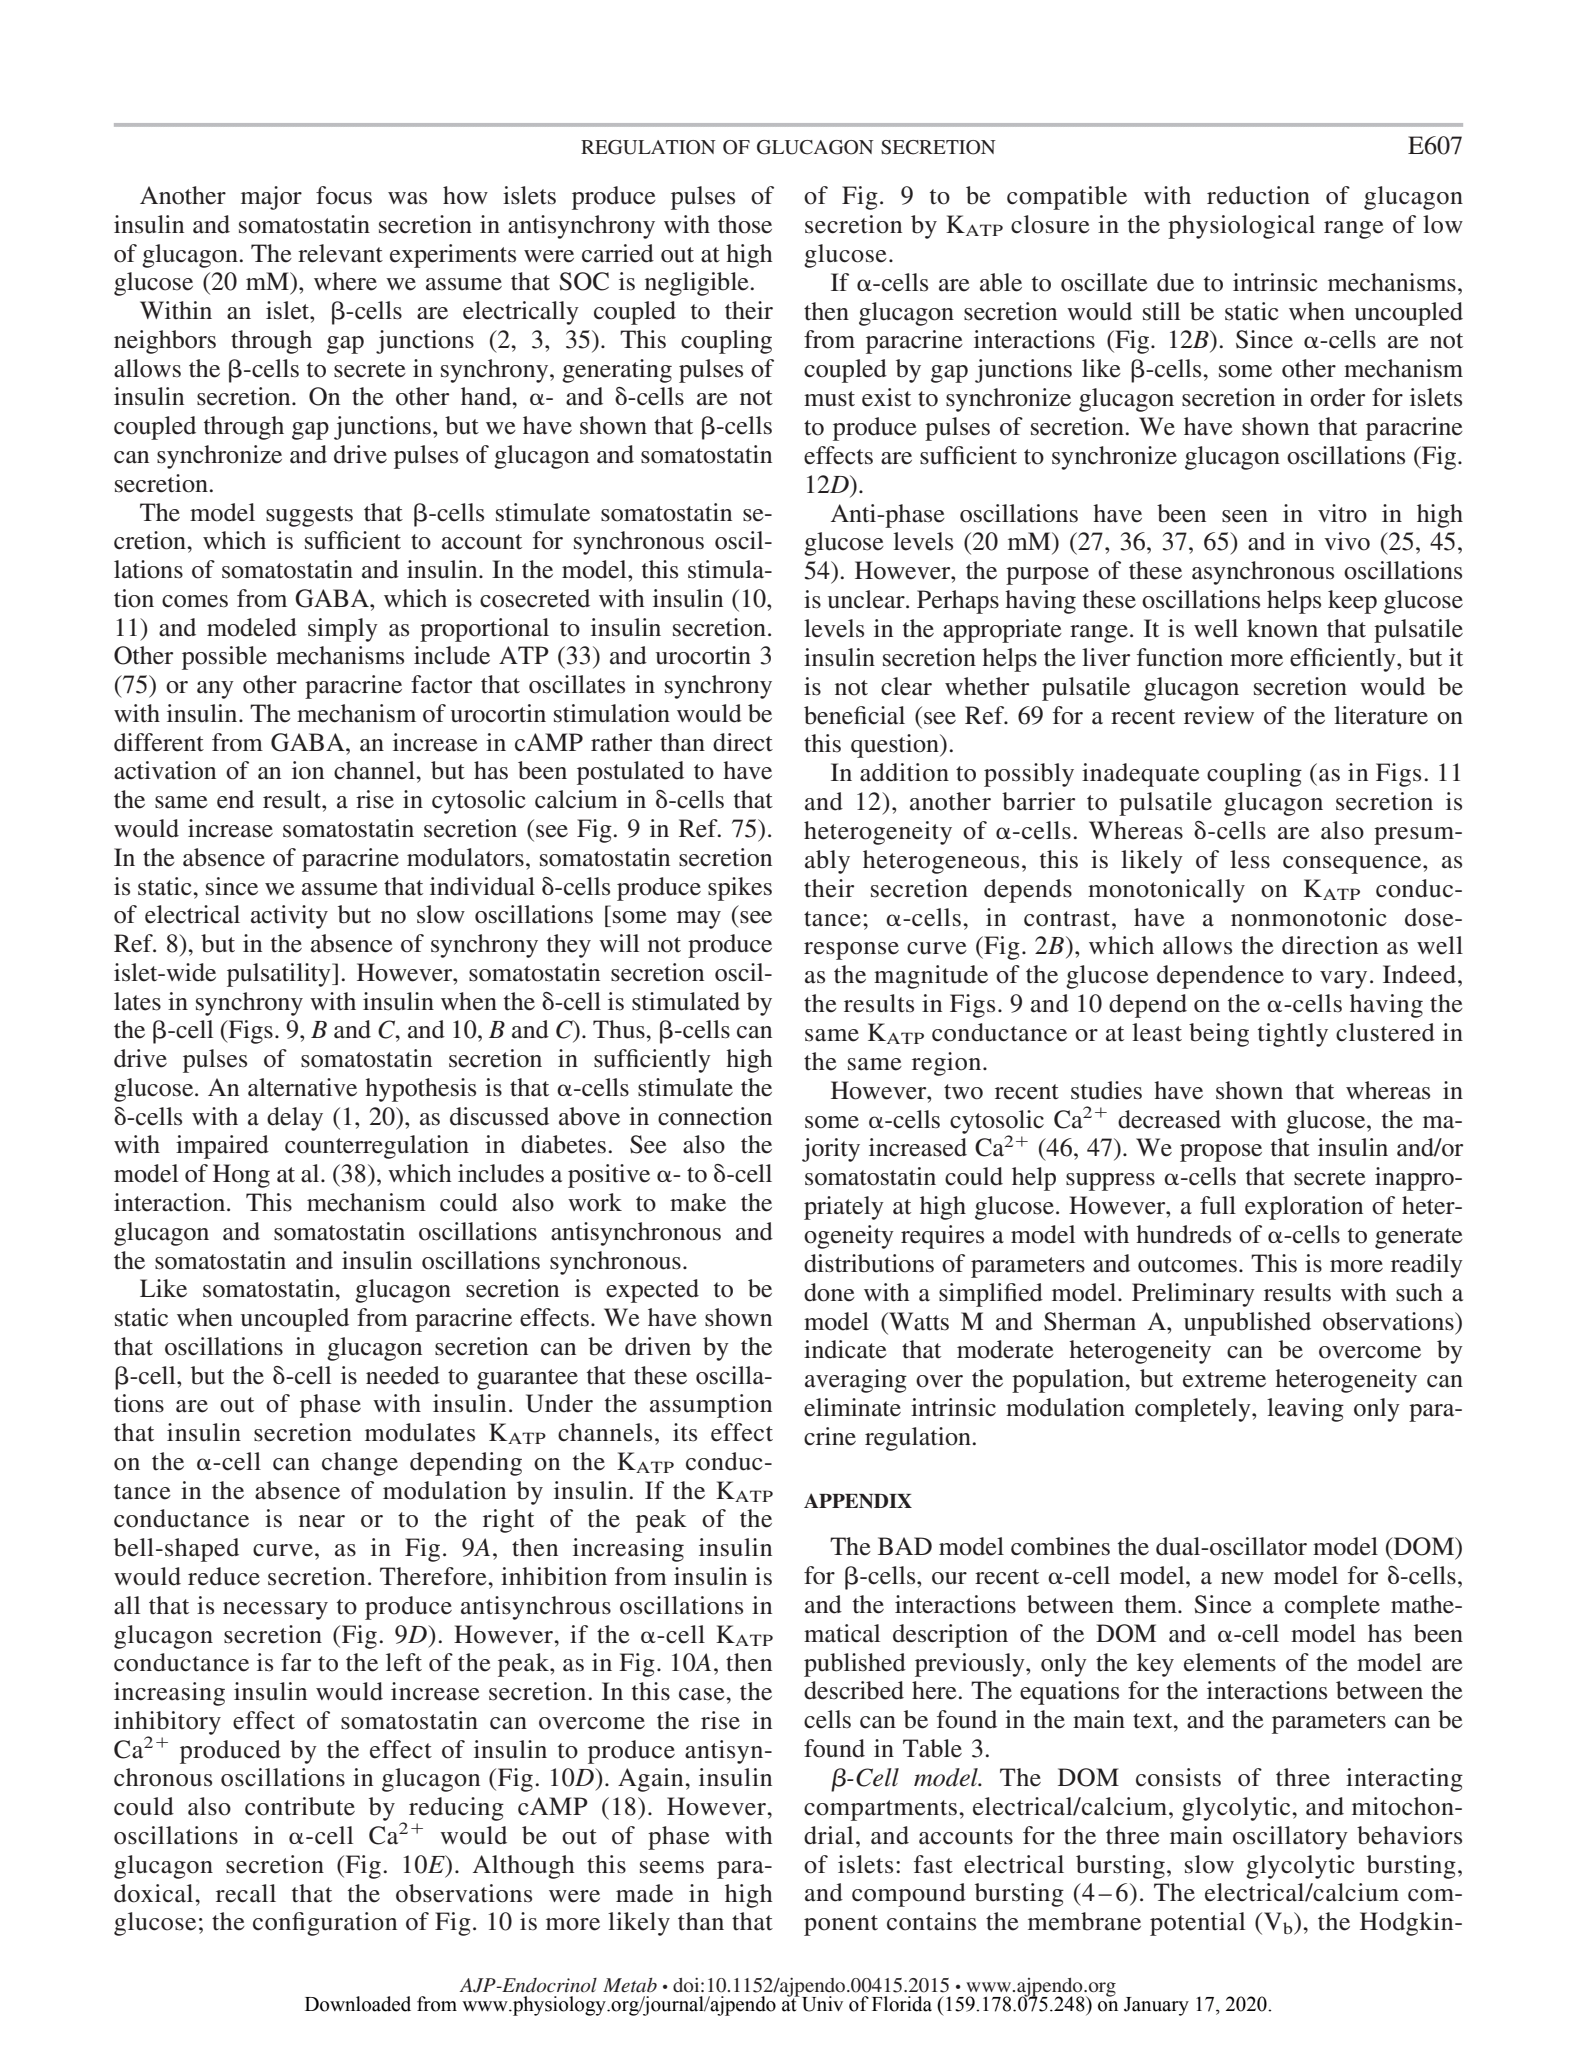 REGULATION OF GLUCAGON SECRETION
E607
Another major focus was how islets produce pulses of
insulin and somatostatin secretion in antisynchrony with those
of glucagon. The relevant experiments were carried out at high
glucose (20 mM), where we assume that SOC is negligible.
Within an islet, β-cells are electrically coupled to their
neighbors through gap junctions (2, 3, 35). This coupling
allows the β-cells to secrete in synchrony, generating pulses of
insulin secretion. On the other hand, α- and δ-cells are not
coupled through gap junctions, but we have shown that β-cells
can synchronize and drive pulses of glucagon and somatostatin
secretion.
The model suggests that β-cells stimulate somatostatin se-
cretion, which is sufficient to account for synchronous oscil-
lations of somatostatin and insulin. In the model, this stimula-
tion comes from GABA, which is cosecreted with insulin (10,
11) and modeled simply as proportional to insulin secretion.
Other possible mechanisms include ATP (33) and urocortin 3
(75) or any other paracrine factor that oscillates in synchrony
with insulin. The mechanism of urocortin stimulation would be
different from GABA, an increase in cAMP rather than direct
activation of an ion channel, but has been postulated to have
the same end result, a rise in cytosolic calcium in δ-cells that
would increase somatostatin secretion (see Fig. 9 in Ref. 75).
In the absence of paracrine modulators, somatostatin secretion
is static, since we assume that individual δ-cells produce spikes
of electrical activity but no slow oscillations [some may (see
Ref. 8), but in the absence of synchrony they will not produce
islet-wide pulsatility]. However, somatostatin secretion oscil-
lates in synchrony with insulin when the δ-cell is stimulated by
the β-cell (Figs. 9, B and C, and 10, B and C). Thus, β-cells can
drive pulses of somatostatin secretion in sufficiently high
glucose. An alternative hypothesis is that α-cells stimulate the
δ-cells with a delay (1, 20), as discussed above in connection
with impaired counterregulation in diabetes. See also the
model of Hong at al. (38), which includes a positive α- to δ-cell
interaction. This mechanism could also work to make the
glucagon and somatostatin oscillations antisynchronous and
the somatostatin and insulin oscillations synchronous.
Like somatostatin, glucagon secretion is expected to be
static when uncoupled from paracrine effects. We have shown
that oscillations in glucagon secretion can be driven by the
β-cell, but the δ-cell is needed to guarantee that these oscilla-
tions are out of phase with insulin. Under the assumption
that insulin secretion modulates KATP channels, its effect
on the α-cell can change depending on the KATP conduc-
tance in the absence of modulation by insulin. If the KATP
conductance is near or to the right of the peak of the
bell-shaped curve, as in Fig. 9A, then increasing insulin
would reduce secretion. Therefore, inhibition from insulin is
all that is necessary to produce antisynchrous oscillations in
glucagon secretion (Fig. 9D). However, if the α-cell KATP
conductance is far to the left of the peak, as in Fig. 10A, then
increasing insulin would increase secretion. In this case, the
inhibitory effect of somatostatin can overcome the rise in
Ca2+ produced by the effect of insulin to produce antisyn-
chronous oscillations in glucagon (Fig. 10D). Again, insulin
could also contribute by reducing cAMP (18). However,
oscillations in α-cell Ca2+ would be out of phase with
glucagon secretion (Fig. 10E). Although this seems para-
doxical, recall that the observations were made in high
glucose; the configuration of Fig. 10 is more likely than that
of Fig. 9 to be compatible with reduction of glucagon
secretion by KATP closure in the physiological range of low
glucose.
If α-cells are able to oscillate due to intrinsic mechanisms,
then glucagon secretion would still be static when uncoupled
from paracrine interactions (Fig. 12B). Since α-cells are not
coupled by gap junctions like β-cells, some other mechanism
must exist to synchronize glucagon secretion in order for islets
to produce pulses of secretion. We have shown that paracrine
effects are sufficient to synchronize glucagon oscillations (Fig.
12D).
Anti-phase oscillations have been seen in vitro in high
glucose levels (20 mM) (27, 36, 37, 65) and in vivo (25, 45,
54). However, the purpose of these asynchronous oscillations
is unclear. Perhaps having these oscillations helps keep glucose
levels in the appropriate range. It is well known that pulsatile
insulin secretion helps the liver function more efficiently, but it
is not clear whether pulsatile glucagon secretion would be
beneficial (see Ref. 69 for a recent review of the literature on
this question).
In addition to possibly inadequate coupling (as in Figs. 11
and 12), another barrier to pulsatile glucagon secretion is
heterogeneity of α-cells. Whereas δ-cells are also presum-
ably heterogeneous, this is likely of less consequence, as
their secretion depends monotonically on KATP conduc-
tance; α-cells, in contrast, have a nonmonotonic dose-
response curve (Fig. 2B), which allows the direction as well
as the magnitude of the glucose dependence to vary. Indeed,
the results in Figs. 9 and 10 depend on the α-cells having the
same KATP conductance or at least being tightly clustered in
the same region.
However, two recent studies have shown that whereas in
some α-cells cytosolic Ca2+ decreased with glucose, the ma-
jority increased Ca2+ (46, 47). We propose that insulin and/or
somatostatin could help suppress α-cells that secrete inappro-
priately at high glucose. However, a full exploration of heter-
ogeneity requires a model with hundreds of α-cells to generate
distributions of parameters and outcomes. This is more readily
done with a simplified model. Preliminary results with such a
model (Watts M and Sherman A, unpublished observations)
indicate that moderate heterogeneity can be overcome by
averaging over the population, but extreme heterogeneity can
eliminate intrinsic modulation completely, leaving only para-
crine regulation.
APPENDIX
The BAD model combines the dual-oscillator model (DOM)
for β-cells, our recent α-cell model, a new model for δ-cells,
and the interactions between them. Since a complete mathe-
matical description of the DOM and α-cell model has been
published previously, only the key elements of the model are
described here. The equations for the interactions between the
cells can be found in the main text, and the parameters can be
found in Table 3.
β-Cell model. The DOM consists of three interacting
compartments, electrical/calcium, glycolytic, and mitochon-
drial, and accounts for the three main oscillatory behaviors
of islets: fast electrical bursting, slow glycolytic bursting,
and compound bursting (4–6). The electrical/calcium com-
ponent contains the membrane potential (Vb), the Hodgkin-
AJP-Endocrinol Metab • doi:10.1152/ajpendo.00415.2015 • www.ajpendo.org
Downloaded from www.physiology.org/journal/ajpendo at Univ of Florida (159.178.075.248) on January 17, 2020.